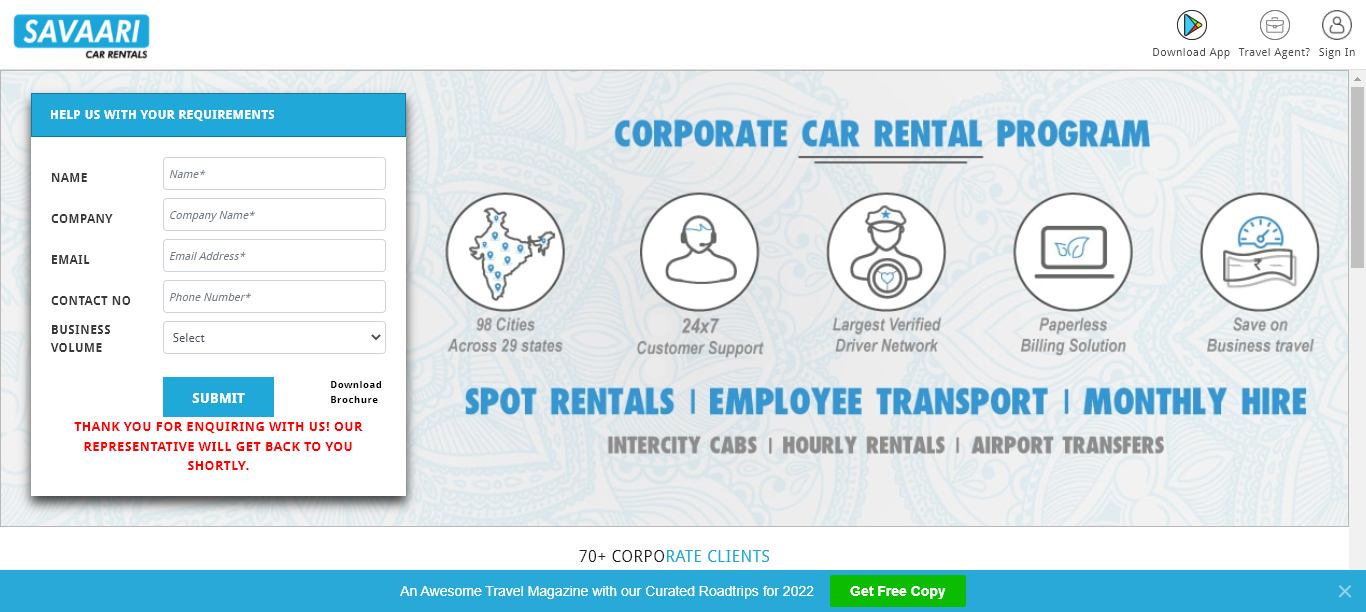 SAVAARI
CAR RENTALS
Download App
Travel Agent?
Sign In
HELP US WITH YOUR REQUIREMENTS
NAME
Name*
COMPANY
Company Name*
EMAIL
Email Address*
CONTACT NO
Phone Number*
BUSINESS
VOLUME
Select
SUBMIT
Download
Brochure
THANK YOU FOR ENQUIRING WITH US! OUR
REPRESENTATIVE WILL GET BACK TO YOU
SHORTLY.
CORPORATE CAR RENTAL PROGRAM
98 Cities
Across 29 states
24x7
Customer Support
Largest Verified
Driver Network
Paperless
Billing Solution
₹
Save on
Business travel
SPOT RENTALS | EMPLOYEE TRANSPORT | MONTHLY HIRE
INTERCITY CABS | HOURLY RENTALS | AIRPORT TRANSFERS
70+ CORPORATE CLIENTS
An Awesome Travel Magazine with our Curated Roadtrips for 2022
Get Free Copy